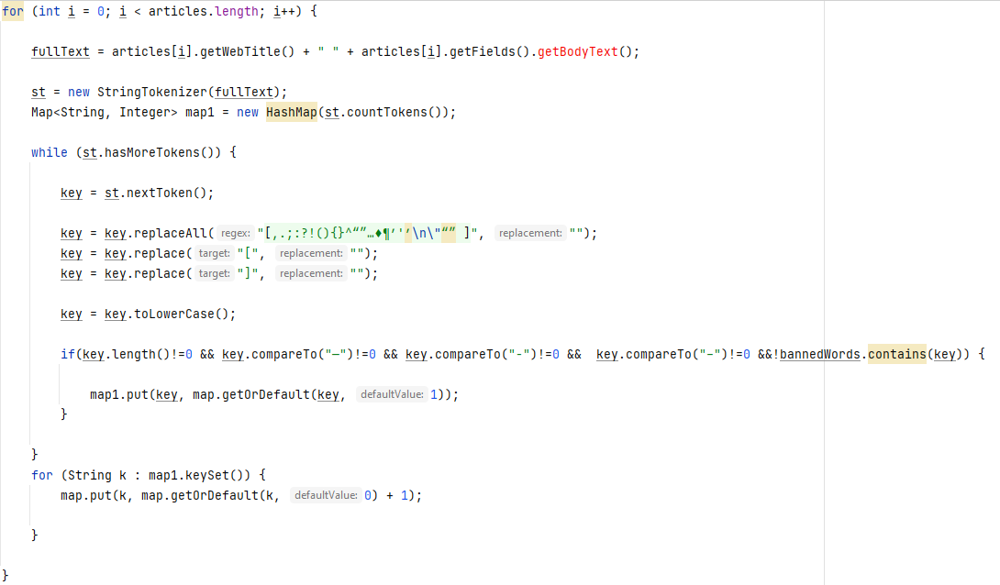 for (int i = 0; i < articles.length; i++) {
fullText = articles[i].getWebTitle() + " " + articles[i].getFields().getBodyText();
st = new StringTokenizer(fullText);
Map<String, Integer> map1 = new HashMap(st.countTokens());
while (st.hasMoreTokens()) {
key = st.nextToken();
key = key.replaceAll( regex: "[,.;:?!(){}^“”…♦¶’'′\n\"“” ]", replacement: "");
key = key.replace( target: "[", replacement: "");
key = key.replace( target: "]", replacement: "");
key = key.toLowerCase();
if(key.length()!=0 && key.compareTo("—")!=0 && key.compareTo("-")!=0 &&  key.compareTo("–")!=0 &&!bannedWords.contains(key)) {
map1.put(key, map.getOrDefault(key, defaultValue: 1));
}
}
for (String k : map1.keySet()) {
map.put(k, map.getOrDefault(k, defaultValue: 0) + 1);
}
}